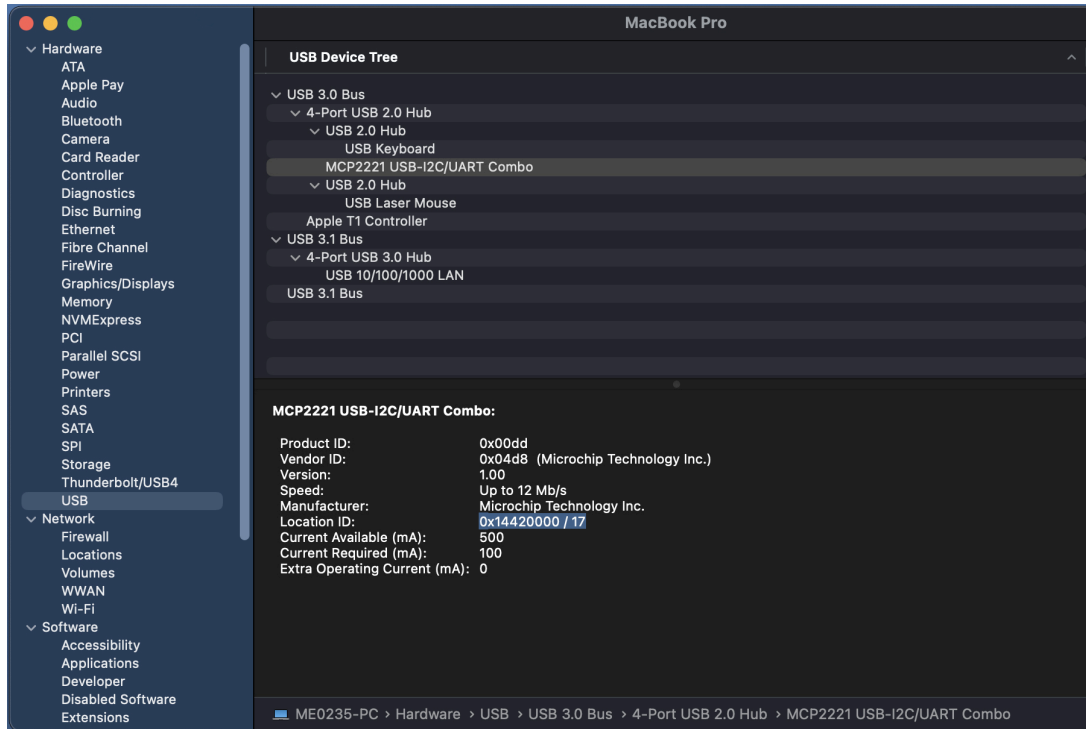 MacBook Pro
Hardware
ATA
Apple Pay
Audio
Bluetooth
Camera
Card Reader
Controller
Diagnostics
Disc Burning
Ethernet
Fibre Channel
FireWire
Graphics/Displays
Memory
NVMExpress
PCI
Parallel SCSI
Power
Printers
SAS
SATA
SPI
Storage
Thunderbolt/USB4
USB
Network
Firewall
Locations
Volumes
WWAN
Wi-Fi
Software
Accessibility
Applications
Developer
Disabled Software
Extensions
USB Device Tree
USB 3.0 Bus
4-Port USB 2.0 Hub
USB 2.0 Hub
USB Keyboard
MCP2221 USB-I2C/UART Combo
USB 2.0 Hub
USB Laser Mouse
Apple T1 Controller
USB 3.1 Bus
4-Port USB 3.0 Hub
USB 10/100/1000 LAN
USB 3.1 Bus
MCP2221 USB-I2C/UART Combo:
Product ID: 0x00dd
Vendor ID: 0x04d8 (Microchip Technology Inc.)
Version: 1.00
Speed: Up to 12 Mb/s
Manufacturer: Microchip Technology Inc.
Location ID: 0x14420000 / 17
Current Available (mA): 500
Current Required (mA): 100
Extra Operating Current (mA): 0
ME0235-PC › Hardware › USB › USB 3.0 Bus › 4-Port USB 2.0 Hub › MCP2221 USB-I2C/UART Combo